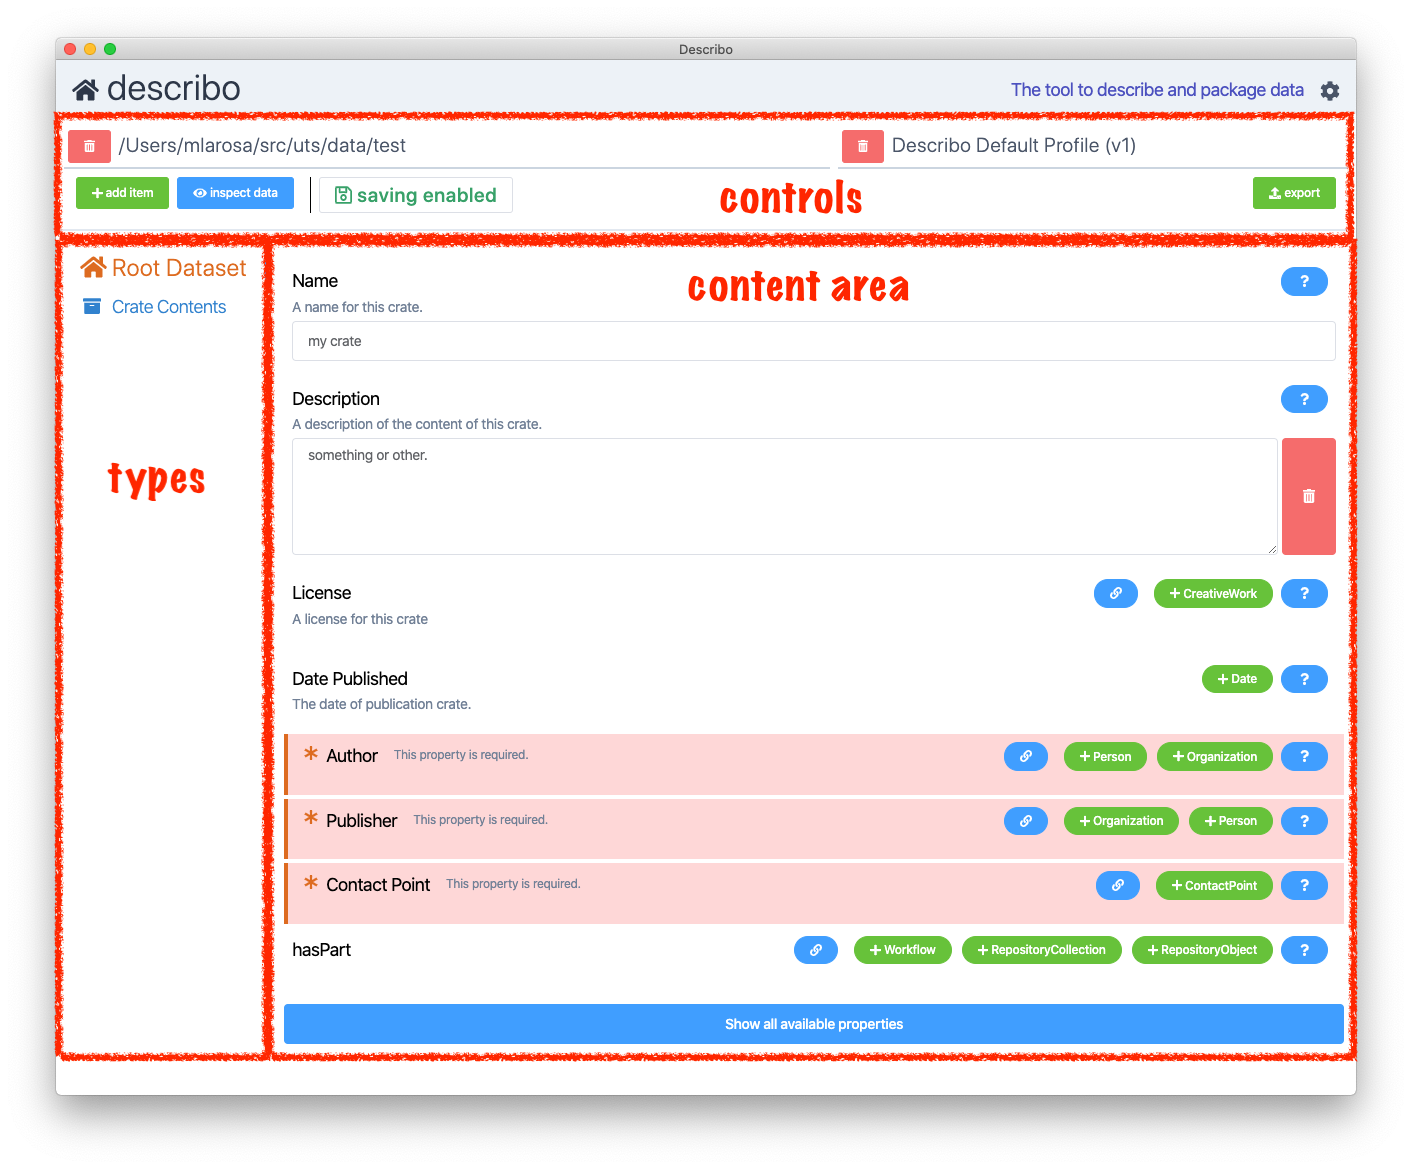 Describo
describo
The tool to describe and package data
/Users/mlarosa/src/uts/data/test
Describo Default Profile (v1)
add item
inspect data
saving enabled
controls
export
Root Dataset
Crate Contents
types
content area
Name
?
A name for this crate.
my crate
Description
?
A description of the content of this crate.
something or other.
License
+ CreativeWork
?
A license for this crate
Date Published
+ Date
?
The date of publication crate.
* Author This property is required.
+ Person
+ Organization
?
* Publisher This property is required.
+ Organization
+ Person
?
* Contact Point This property is required.
+ ContactPoint
?
hasPart
+ Workflow
+ RepositoryCollection
+ RepositoryObject
?
Show all available properties